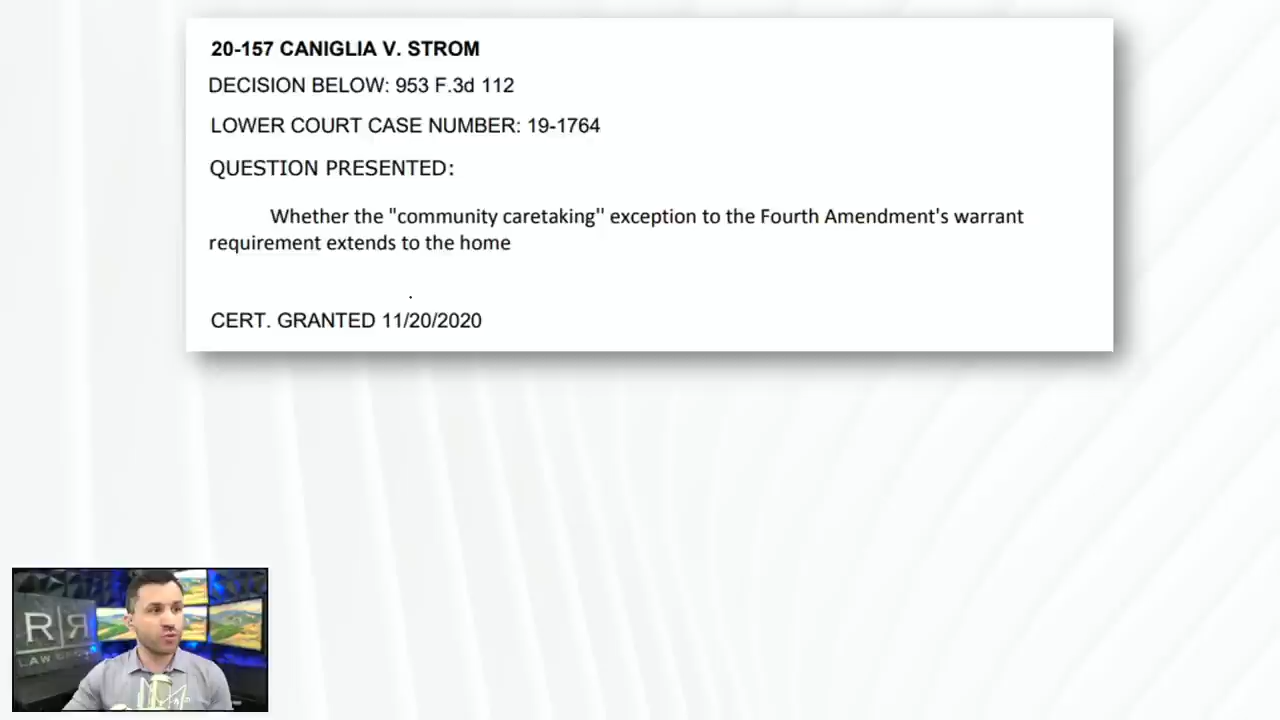 20-157 CANIGLIA V. STROM
DECISION BELOW: 953 F.3d 112
LOWER COURT CASE NUMBER: 19-1764
QUESTION PRESENTED:
Whether the "community caretaking" exception to the Fourth Amendment's warrant
requirement extends to the home
CERT. GRANTED 11/20/2020
R|R
LAW